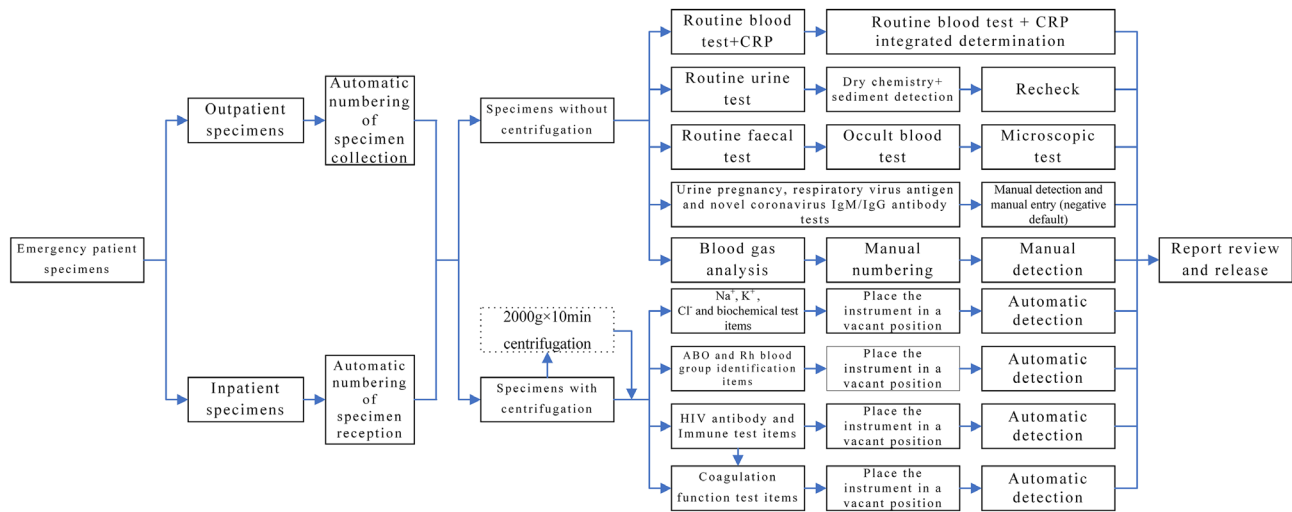 Emergency patient
specimens
Outpatient
specimens
Automatic
numbering
of
specimen
collection
Inpatient
specimens
Automatic
numbering
of
specimen
reception
Specimens without
centrifugation
2000g×10min
centrifugation
Specimens with
centrifugation
Routine blood
test+CRP
Routine blood test + CRP
integrated determination
Routine urine
test
Dry chemistry+
sediment detection
Recheck
Routine faecal
test
Occult blood
test
Microscopic
test
Urine pregnancy, respiratory virus antigen
and novel coronavirus IgM/IgG antibody
tests
Manual detection and
manual entry (negative
default)
Blood gas
analysis
Manual
numbering
Manual
detection
Na⁺, K⁺ ,
Cl⁻ and biochemical test
items
Place the
instrument in a
vacant position
Automatic
detection
ABO and Rh blood
group identification
items
Place the
instrument in a
vacant position
Automatic
detection
HIV antibody and
Immune test items
Place the
instrument in a
vacant position
Automatic
detection
Coagulation
function test items
Place the
instrument in a
vacant position
Automatic
detection
Report review
and release